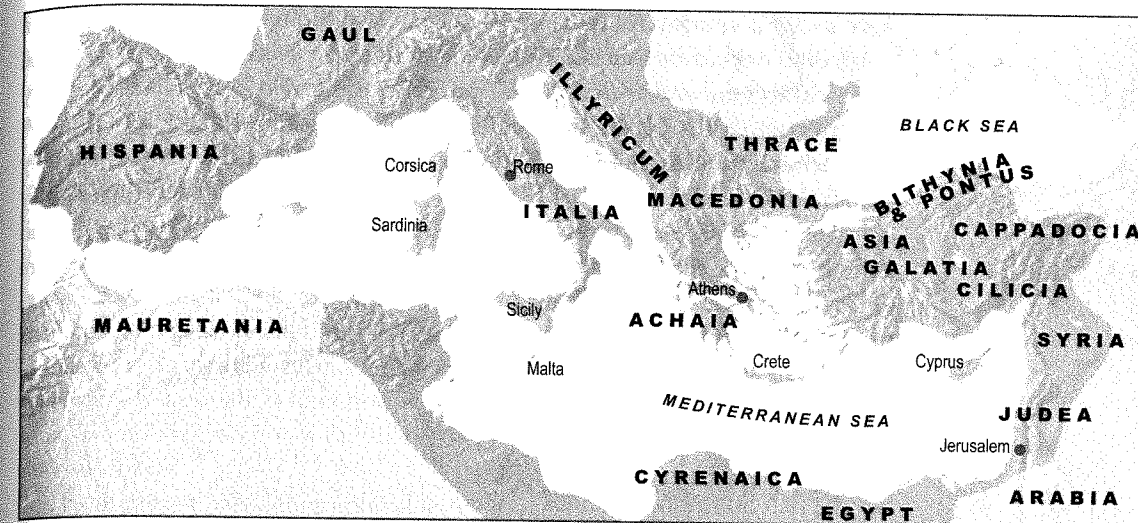 GAUL
ILLYRICUM
BLACK SEA
THRACE
HISPANIA
Corsica
Rome
BITHYNIA
& PONTUS
MACEDONIA
ITALIA
Sardinia
ASIA
CAPPADOCIA
GALATIA
CILICIA
Athens
Sicily
MAURETANIA
ACHAIA
SYRIA
Malta
Crete
Cyprus
MEDITERRANEAN SEA
JUDEA
Jerusalem
CYRENAICA
ARABIA
EGYPT